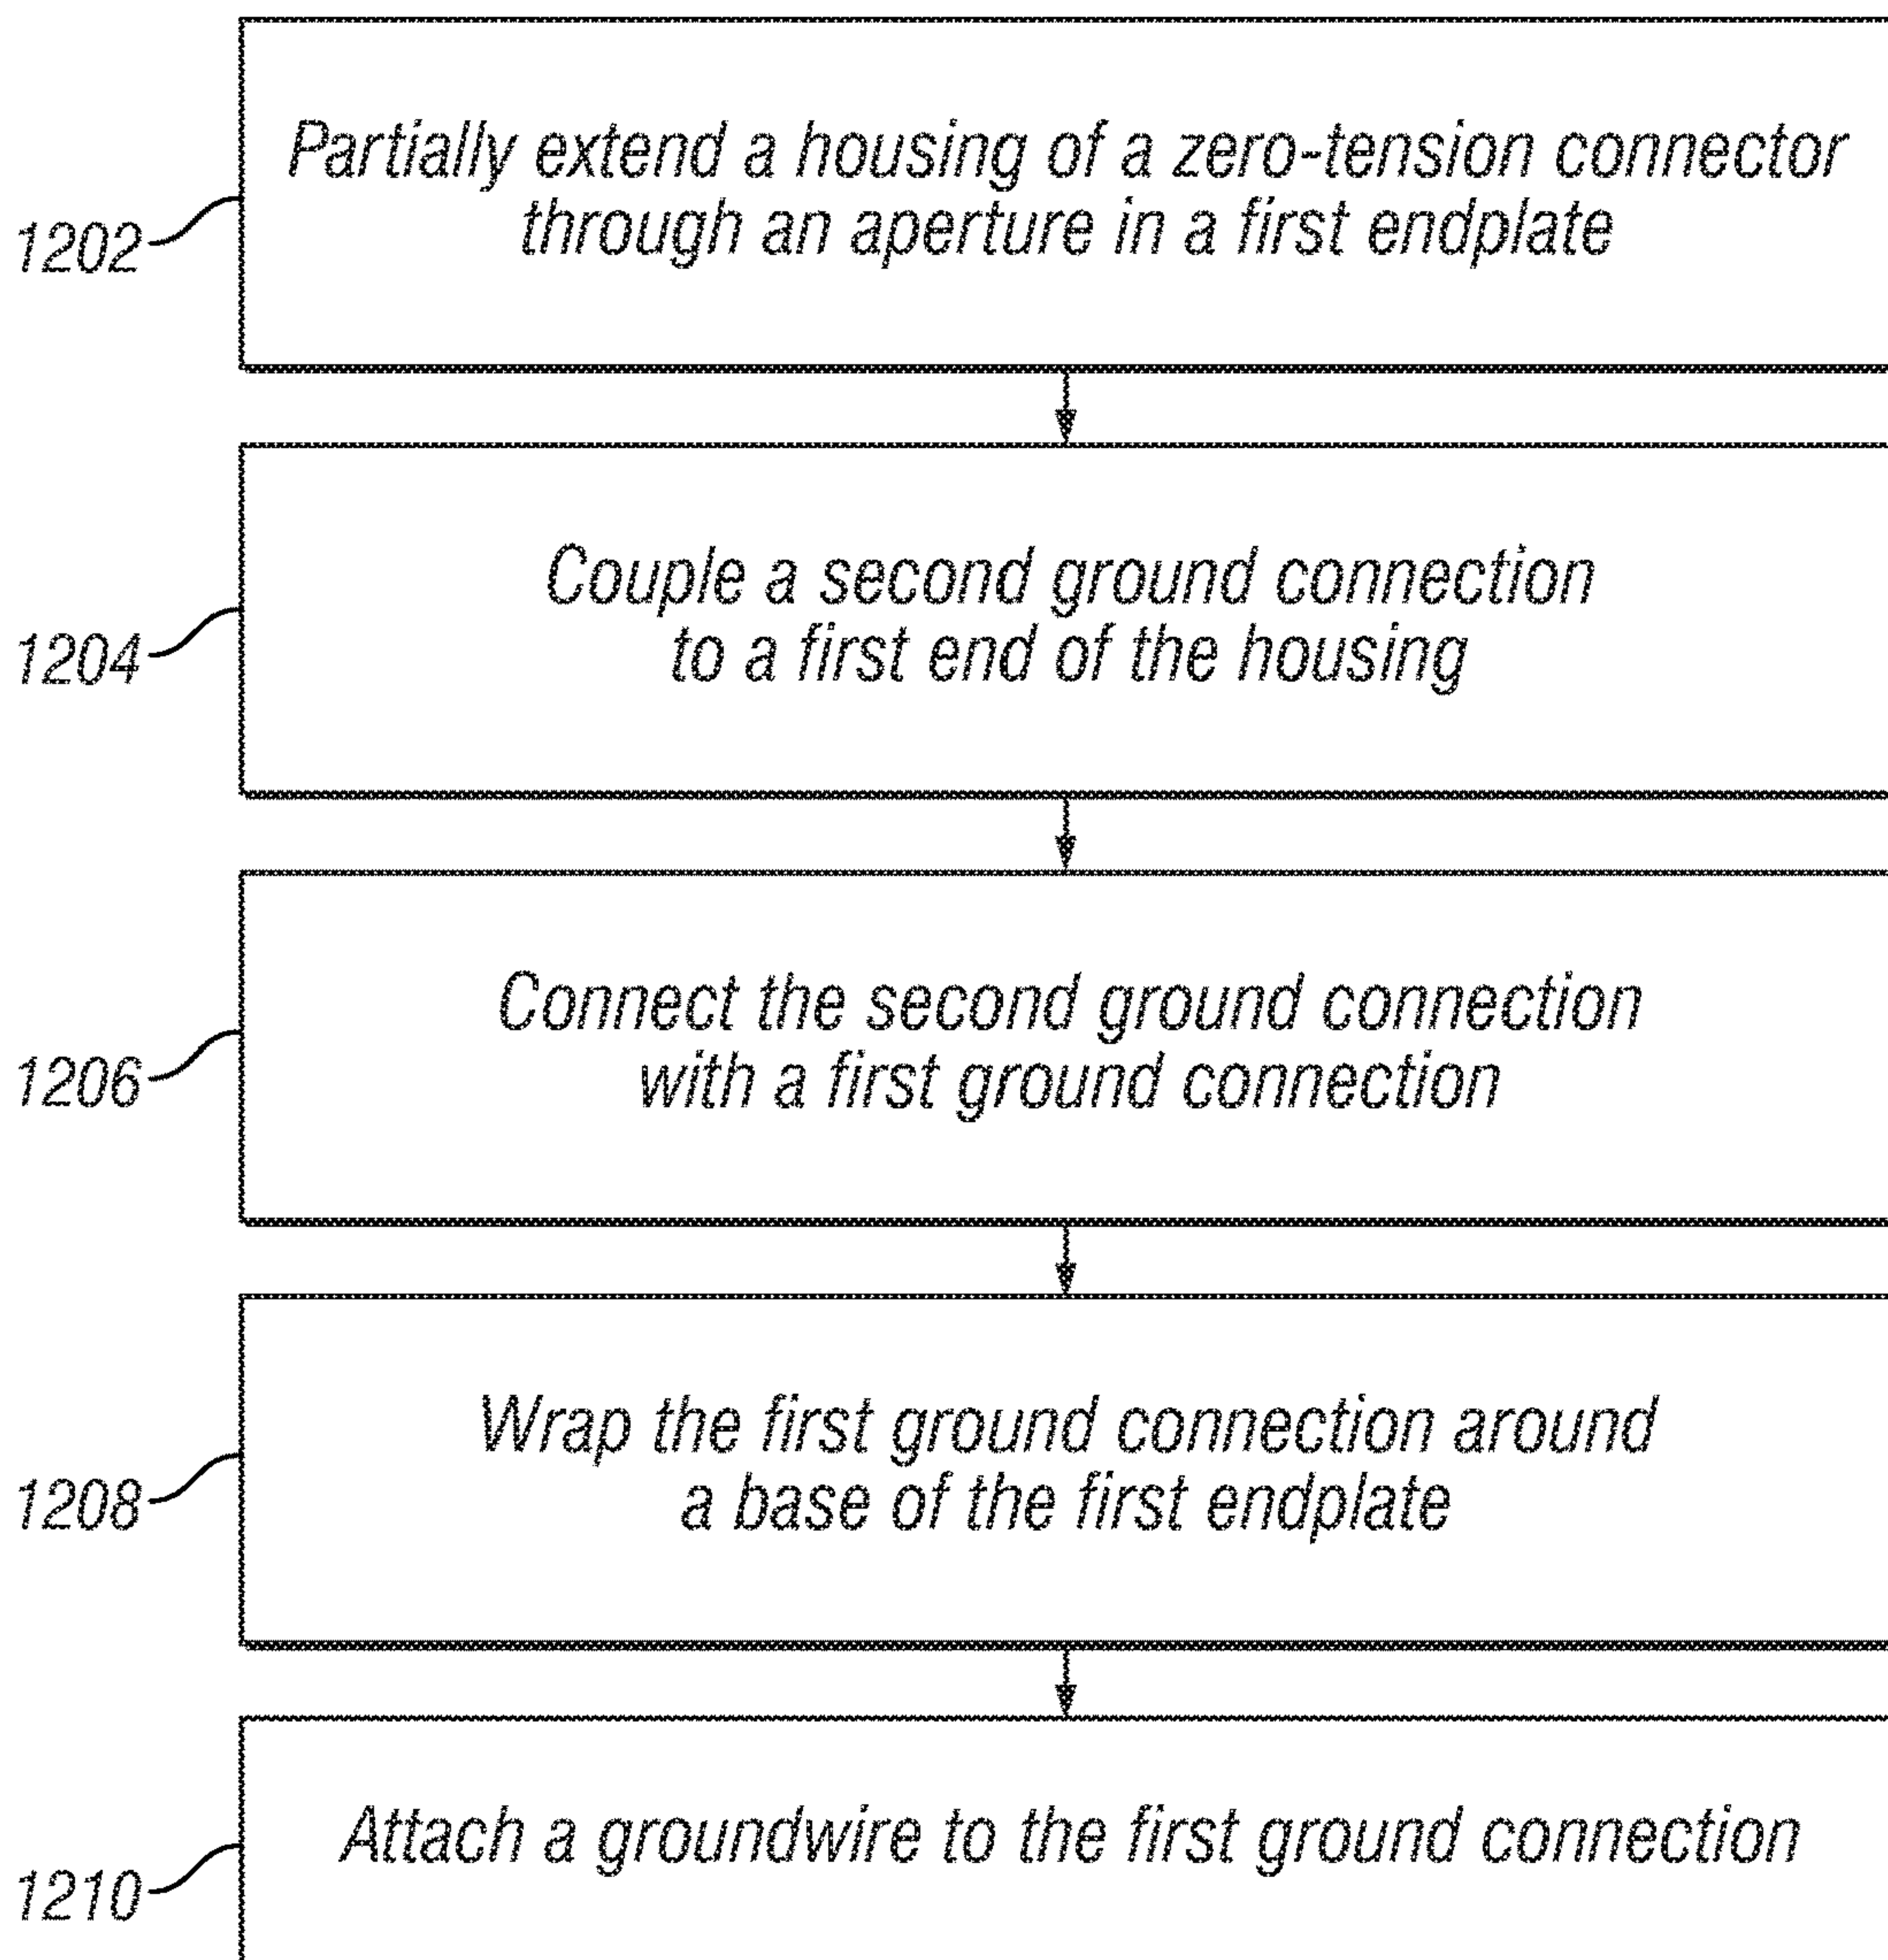 Partially extend a housing of a zero-tension connector
through an aperture in a first endplate
1202
Couple a second ground connection
to a first end of the housing
1204
Connect the second ground connection
with a first ground connection
1206
Wrap the first ground connection around
a base of the first endplate
1208
Attach a groundwire to the first ground connection
1210